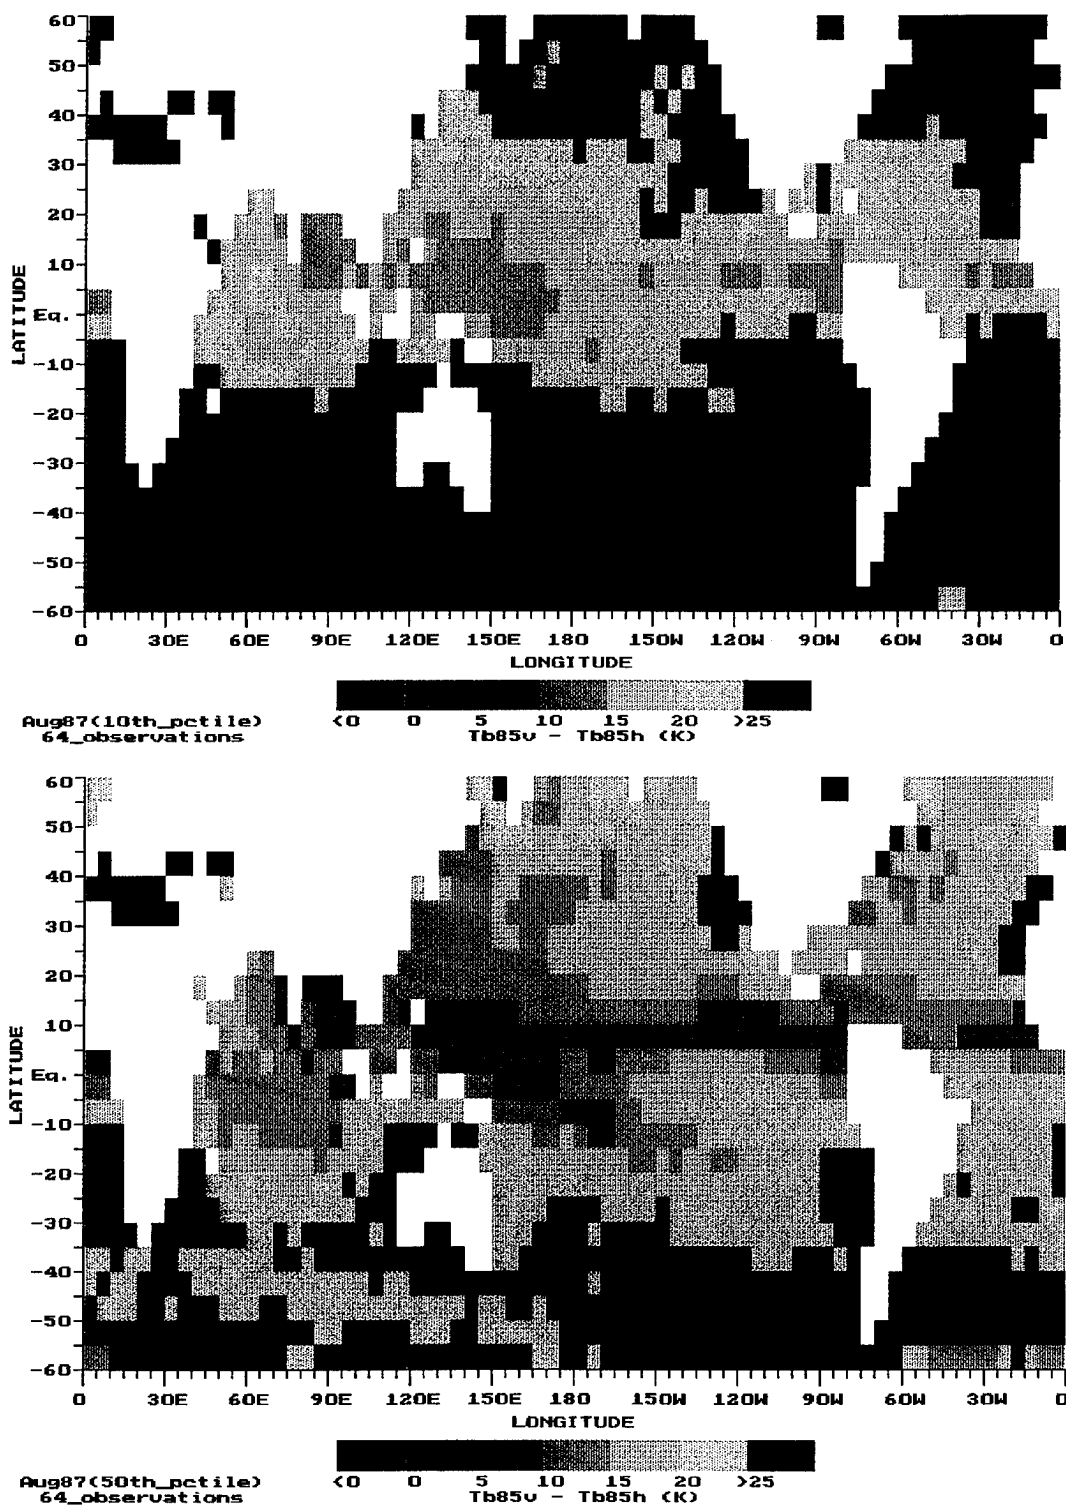 60
50
40
30
20
10
Eq.
-10
-20
-30
-40
-50
-60
LATITUDE
0 30E 60E 90E 120E 150E 180 150W 120W 90W 60W 30W 0
LONGITUDE
<0 0 5 10 15 20 >25
Aug87(10th_pctile)
64_observations
Tb85v - Tb85h (K)
60
50
40
30
20
10
Eq.
-10
-20
-30
-40
-50
-60
LATITUDE
0 30E 60E 90E 120E 150E 180 150W 120W 90W 60W 30W 0
LONGITUDE
<0 0 5 10 15 20 >25
Aug87(50th_pctile)
64_observations
Tb85v - Tb85h (K)